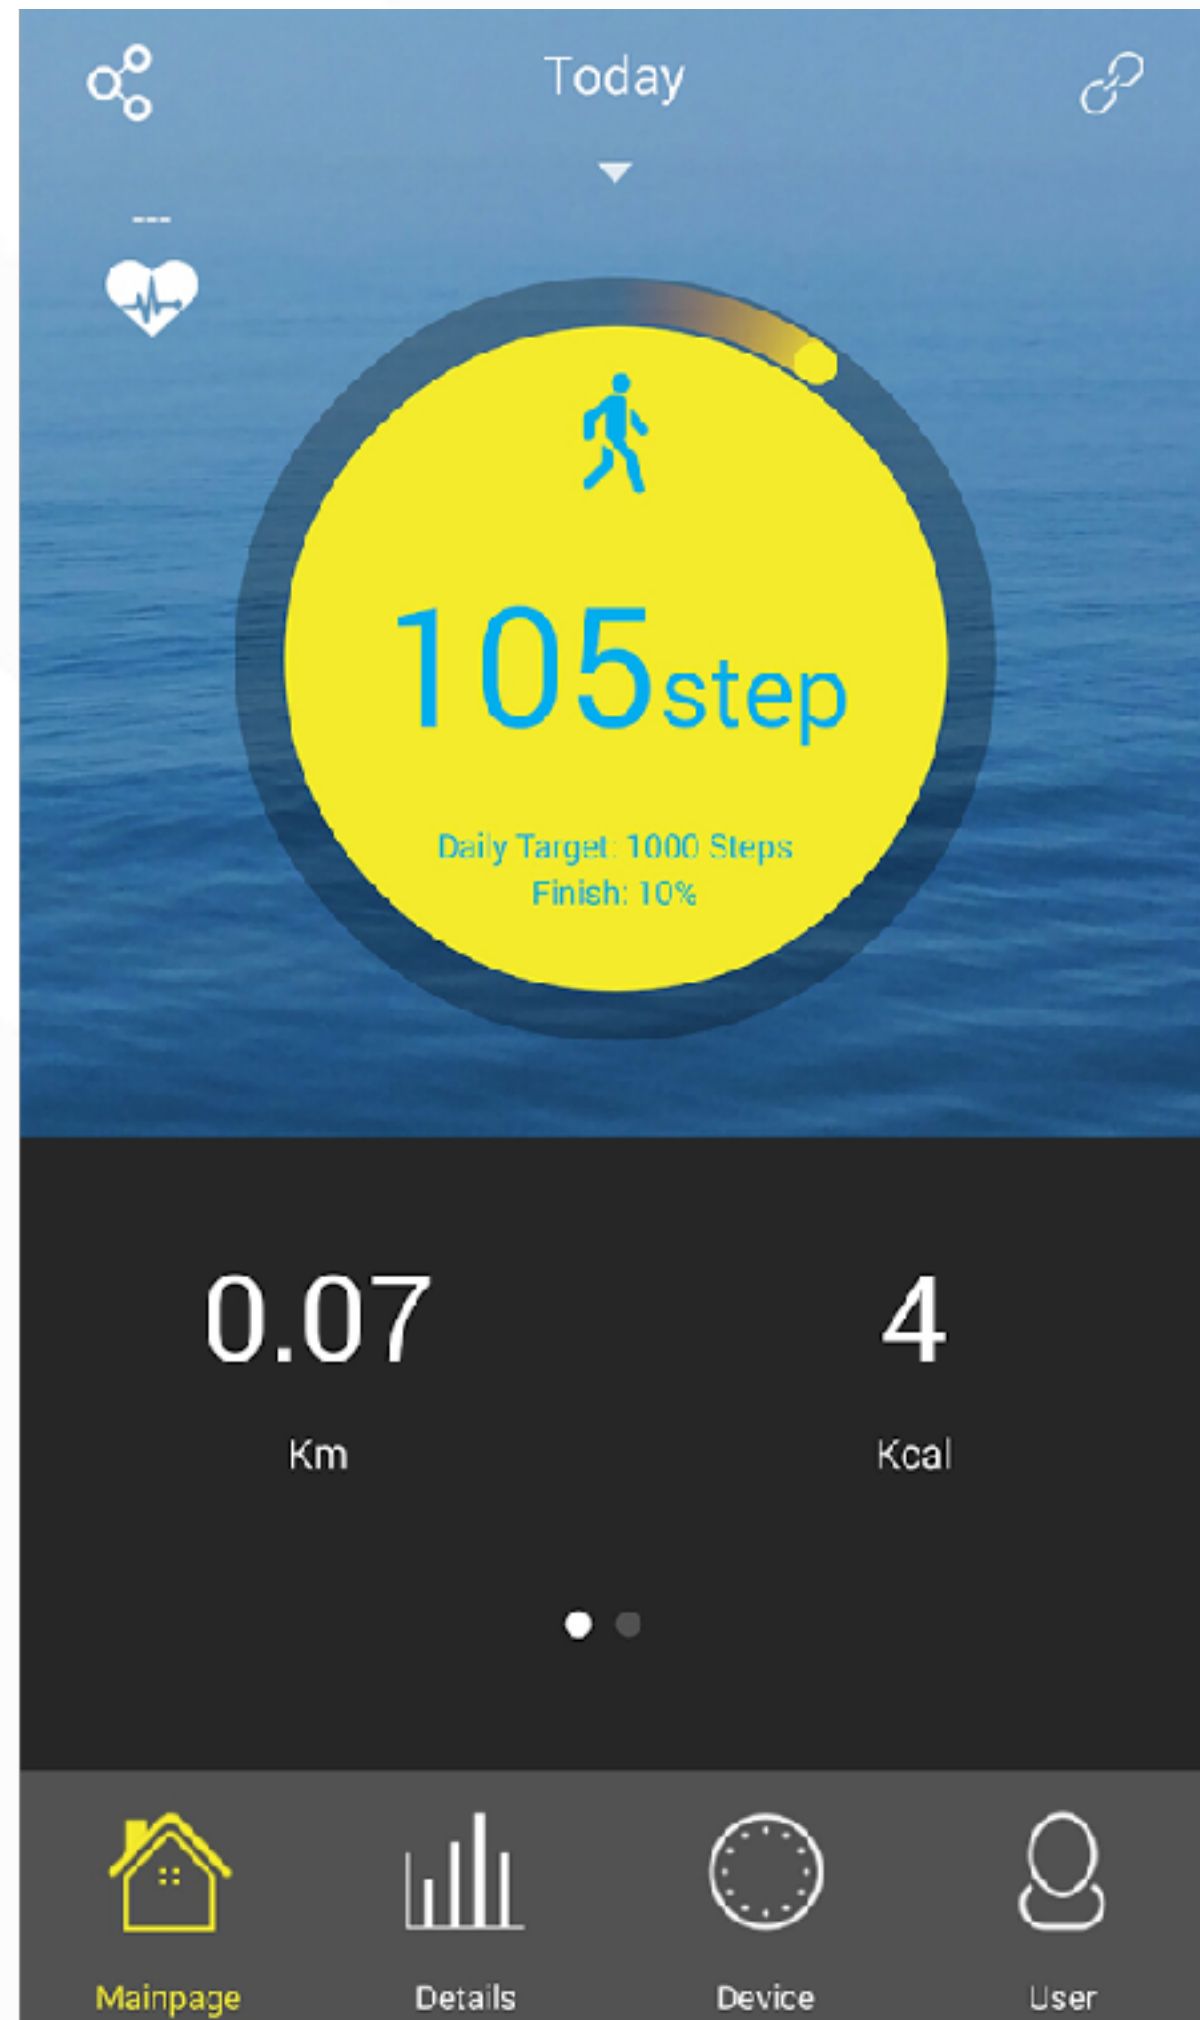 Today
---
105step
Daily Target: 1000 Steps
Finish: 10%
0.07
4
Km
Kcal
Mainpage
Details
Device
User